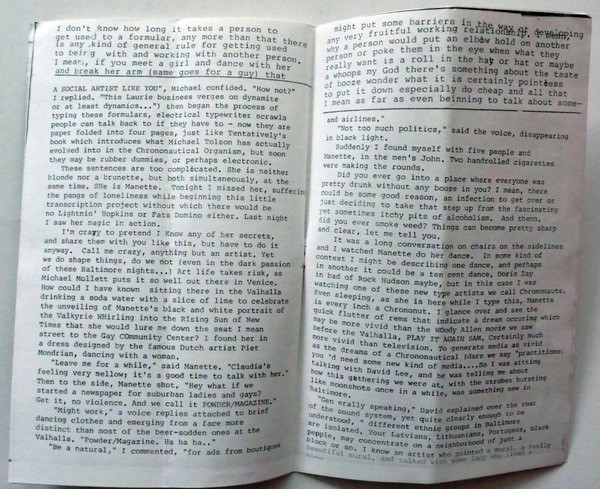 I don't know how long it takes a person to
get used to a formular, any more than that there
is any kind of general rule for getting used
to being with and working with another person.
I mean, if you meet a girl and dance with her
and break her arm (same goes for a guy) that
A SOCIAL ARTIST LIKE YOU", Michael confided. "How not?"
I replied. "This Laurie business verges on dynamite
or at least dynamics...") then began the process of
typing these formulars, electrical typewriter scrawls
people can talk to if they have to - now they are
paper folded into four pages, just like Tentatively's
book which introduces what Michael Tolson has actually
evolved into in the Chrononautical Organism, but soon
they may be rubber dummies, or perhaps electronic.
These sentences are too complecated. She is neither
blonde nor a brunette, but both simultaneously, at the
same time. SHe is Manette. Tonight I missed her, suffering
the pangs of loneliness while beginning this little
transcription project without which there would be
no Lightnin' Hopkins or Fats Domino either. Last night
I saw her magic in action.
I'm crazy to pretend I Know any of her secrets,
and share them with you like this, but have to do it
anyway. Call me crazy, anything but an artist. Yet
we do shape things, do we not (even in the dark passion
of these Baltimore nights...) Art life takes risk, as
Michael Mollett puts it so well out there in Venice.
How could I have known sitting there in the Valhalla
drinking a soda water with a slice of lime to celebrate
the unveiling of Manette's black and white portrait of
the Valkyrie WHirling into the RIsing Sun of New
Times that she would lure me down the seat I mean
street to the Gay COmmunity Center? I found her in
a dress designed by the famous Dutch artist Piet
Mondrian, dancing with a woman.
"Leave me for a while," said Manette. "Claudia's
feeling very mellow; it's a good time to talk with her."
Then to the side, Manette shot, "Hey what if we
started a newspaper for suburban ladies and gays?
Get it, no violence. And we call it POWDER/MAGAZINE."
"Might work," a voice replies attached to brief
dancing clothes and emerging from a face more
distinct than most of the beer-sodden ones at the
Valhalla. "Powder/Magazine. Ha ha ha.."
"Be a natural," I commented, "for ads from boutiques
might put some barriers in the way of developing
any very fruitful working relationship. I mean,
why a person would put an elbow hold on another
person or poke them in the eye when what they
really want is a roll in the hay or hat or maybe
a whoops my God there's something about the taste
of booze wonder what it is certainly pointless
to put it down especially do cheap and all that
I mean as far as even beinning to talk about some-
and airlines."
"Not too much politics," said the voice, disappearing
in black light.
Suddenly I found myself with five people and
Manette, in the men's John. Two handrolled cigarettes
were making the rounds.
Did you ever go into a place where everyone was
pretty drunk without any booze in you? I mean, there
could be some good reason, an infection to get over or
just deciding to take that step up from the fascinating
yet sometimes itchy pits of alcoholism. And thenn,
did you ever smoke weed? Things can become pretty sharp
and clear, let me tell you.
It was a long conversation on chairs on the sidelines
and I watched Manette do her dance. In some kind of
context I might be describing one dance, and perhaps
in another it could be a ten cent dance, Doris Day
in bad of Rock Hudson maybe, but in this case I was
watching one of these new type artists we call Chrononauts.
Even sleeping, as she is here while I type this, Manette
is every inch a Chrononut. I glance over and see the
quick flutter of rems that indicate a dream occuring which
may be more vivid than the WOody Allen movie we saw
before the Valhalla, PLAY IT AGAIN SAM. Certainly much
more vivid than television. To generate media as vivid
as the dreams of a Chrononautical (dare we say "practitioner
you 'd need some new kind of media....So I was sitting
talking with David Lee, and he was telling me about
how this gathering we were at, with the strobes bursting
like moonshots once in a while, was something new in
Baltimore.
"Gen erally speaking," David explained over the roar
of the sound system, yet quite clearly enough to be
understood, " different ethnic groups in Baltimore
are isolated. Your Latvians, Lithuanians, Portugese, black
popple, may concentrate on a neighborhood of just a
block or so. I know an artist who painted a mural, a really
beautiful mural, and talked with some lady who lived a